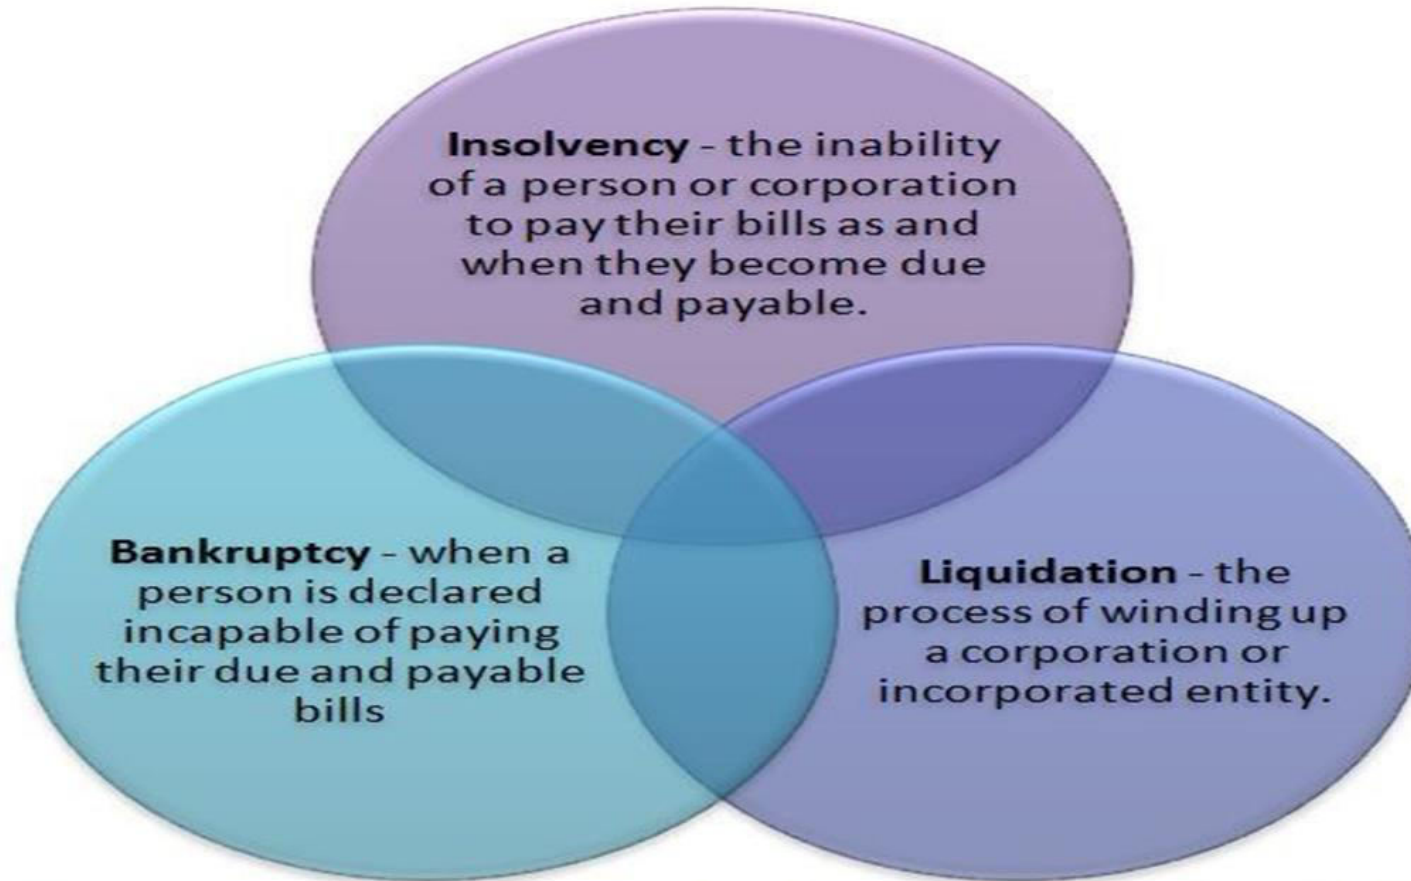 Insolvency - the inability
of a person or corporation
to pay their bills as and
when they become due
and payable.
Bankruptcy - when a
person is declared
incapable of paying
their due and payable
bills
Liquidation - the
process of winding up
a corporation or
incorporated entity.